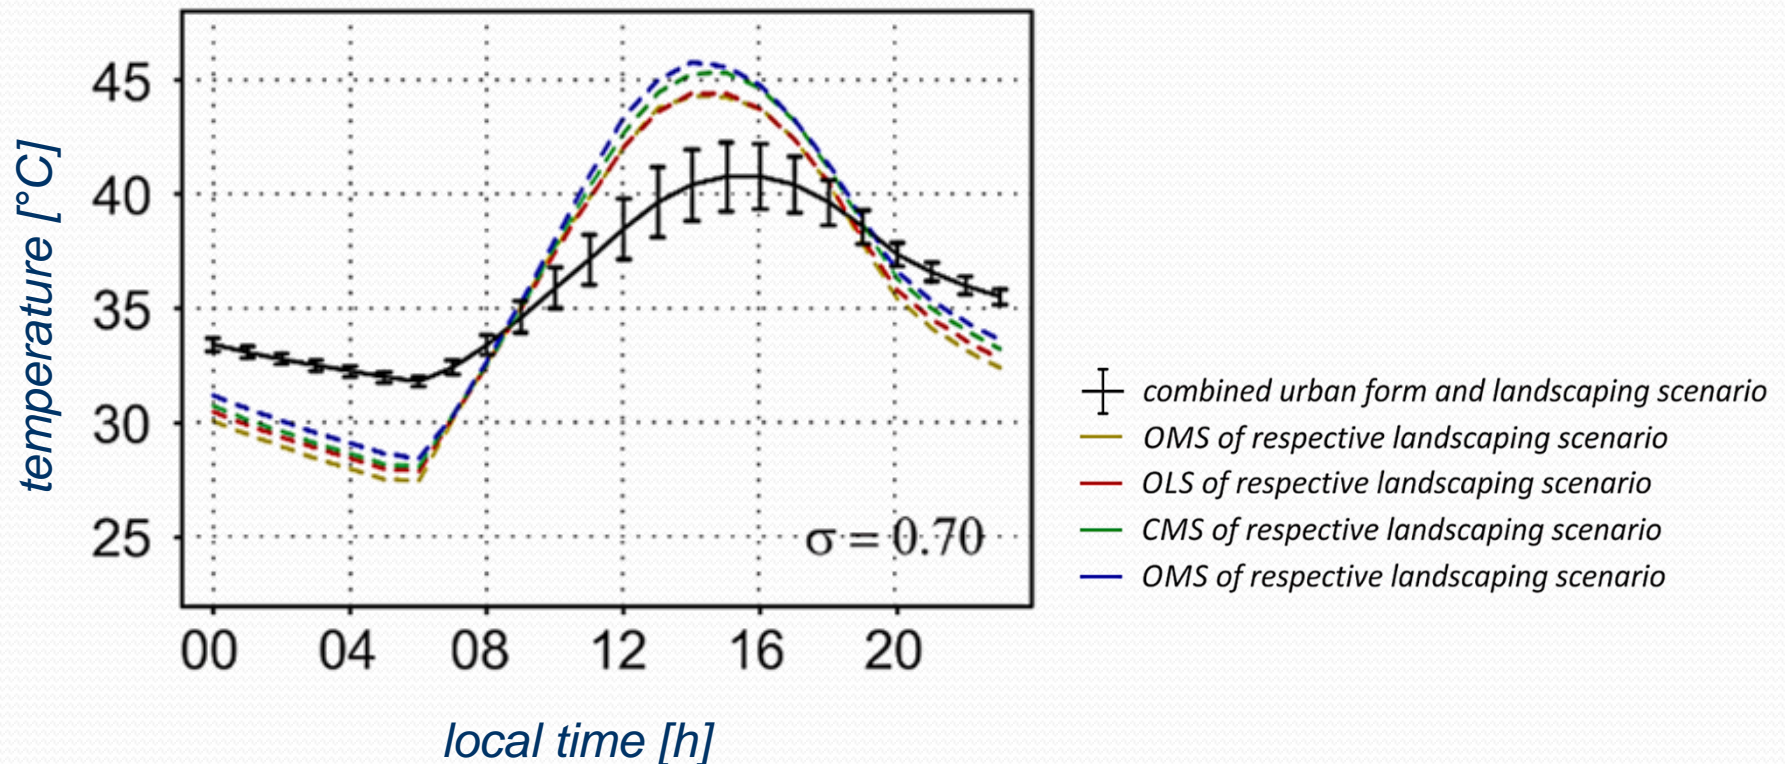 temperature [°C]
45
40
35
30
25
σ = 0.70
00 04 08 12 16 20
local time [h]
combined urban form and landscaping scenario
OMS of respective landscaping scenario
OLS of respective landscaping scenario
CMS of respective landscaping scenario
OMS of respective landscaping scenario